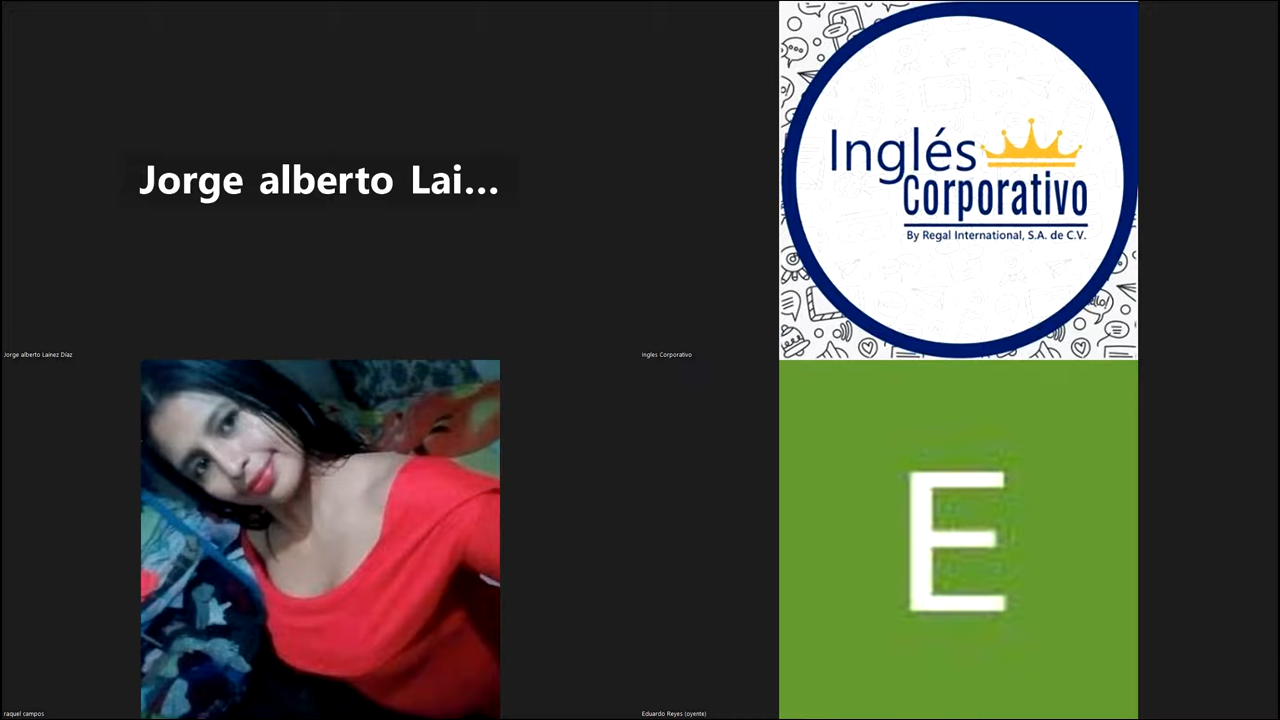 Jorge alberto Lai...
Jorge alberto Lainez Díaz
Inglés
Corporativo
By Regal International, S.A. de C.V.
Ingles Corporativo
raquel campos
E
Eduardo Reyes (oyente)